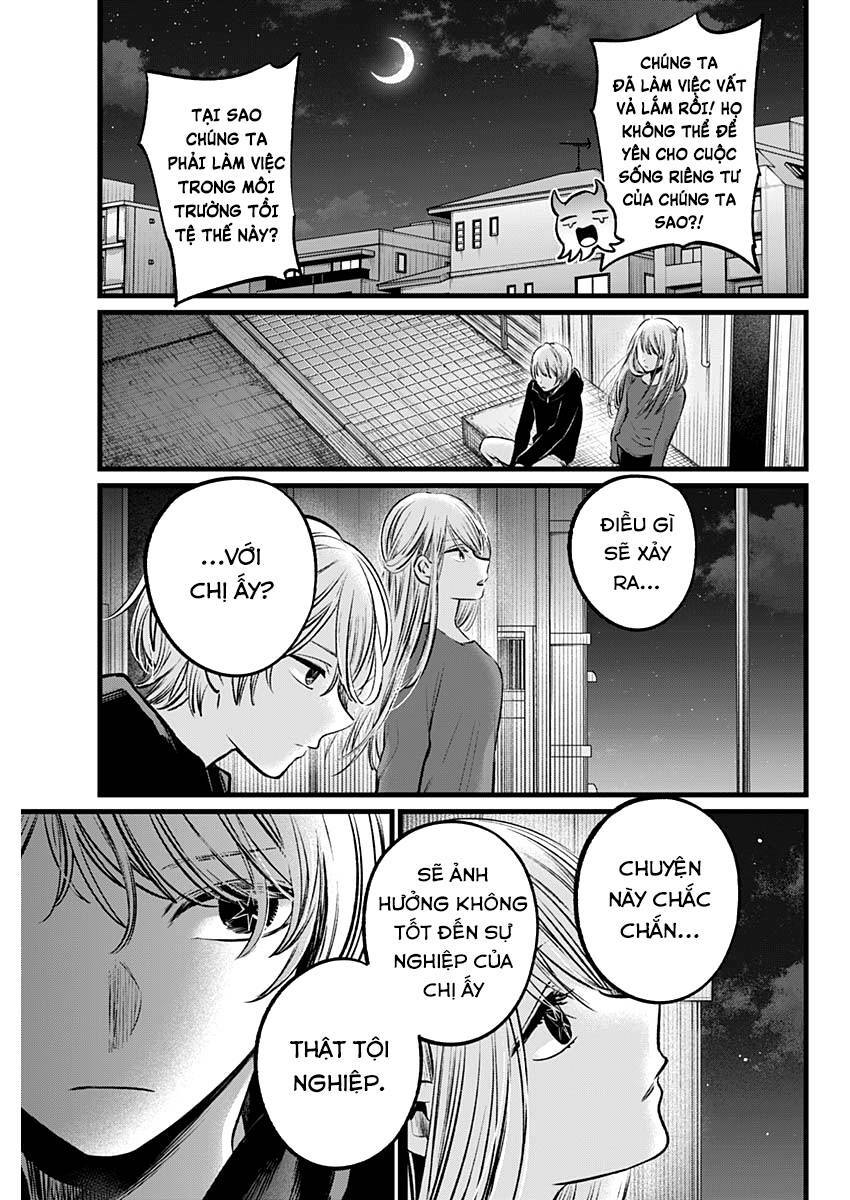 CHÚNG TA
ĐÃ LÀM VIỆC VẤT
VẢ LẮM RỒI! HỌ
KHÔNG THỂ ĐỂ
YÊN CHO CUỘC
SỐNG RIÊNG TƯ
CỦA CHÚNG TA
SAO?!
TẠI SAO
CHÚNG TA
PHẢI LÀM VIỆC
TRONG MÔI
TRƯỜNG TỒI
TỆ THẾ NÀY?
ĐIỀU GÌ
SẼ XẢY
RA...
...VỚI
CHỊ ẤY?
CHUYỆN
NÀY CHẮC
CHẮN...
SẼ ẢNH
HƯỞNG KHÔNG
TỐT ĐẾN SỰ
NGHIỆP CỦA
CHỊ ẤY
THẬT TỘI
NGHIỆP.